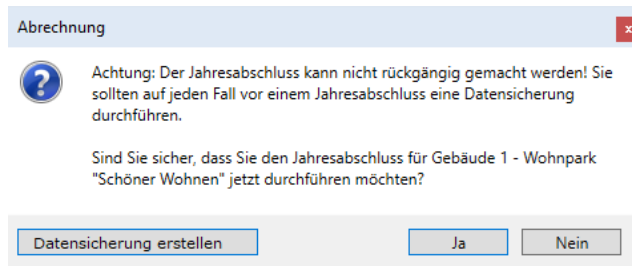 Abrechnung
x
Achtung: Der Jahresabschluss kann nicht rückgängig gemacht werden! Sie
sollten auf jeden Fall vor einem Jahresabschluss eine Datensicherung
durchführen.
Sind Sie sicher, dass Sie den Jahresabschluss für Gebäude 1 - Wohnpark
"Schöner Wohnen" jetzt durchführen möchten?
Datensicherung erstellen
Ja
Nein